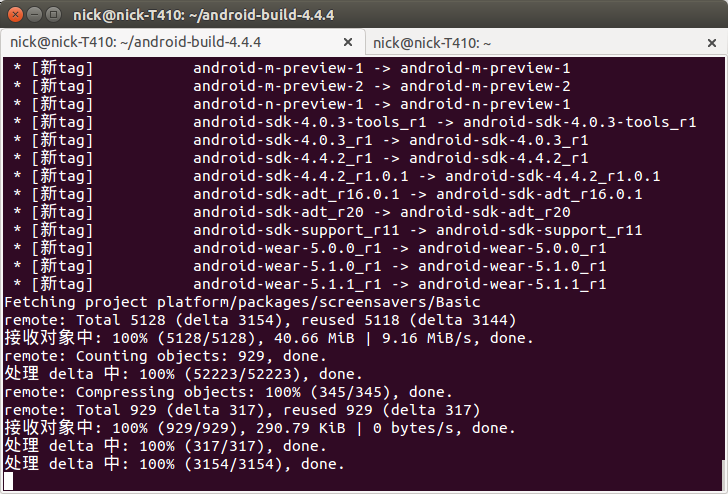 nick@nick-T410: ~/android-build-4.4.4
nick@nick-T410: ~/android-build-4.4.4 × nick@nick-T410: ~ ×
* [新tag] android-m-preview-1 -> android-m-preview-1
* [新tag] android-m-preview-2 -> android-m-preview-2
* [新tag] android-n-preview-1 -> android-n-preview-1
* [新tag] android-sdk-4.0.3-tools_r1 -> android-sdk-4.0.3-tools_r1
* [新tag] android-sdk-4.0.3_r1 -> android-sdk-4.0.3_r1
* [新tag] android-sdk-4.4.2_r1 -> android-sdk-4.4.2_r1
* [新tag] android-sdk-4.4.2_r1.0.1 -> android-sdk-4.4.2_r1.0.1
* [新tag] android-sdk-adt_r16.0.1 -> android-sdk-adt_r16.0.1
* [新tag] android-sdk-adt_r20 -> android-sdk-adt_r20
* [新tag] android-sdk-support_r11 -> android-sdk-support_r11
* [新tag] android-wear-5.0.0_r1 -> android-wear-5.0.0_r1
* [新tag] android-wear-5.1.0_r1 -> android-wear-5.1.0_r1
* [新tag] android-wear-5.1.1_r1 -> android-wear-5.1.1_r1
Fetching project platform/packages/screensavers/Basic
remote: Total 5128 (delta 3154), reused 5118 (delta 3144)
接收对象中: 100% (5128/5128), 40.66 MiB | 9.16 MiB/s, done.
remote: Counting objects: 929, done.
处理 delta 中: 100% (52223/52223), done.
remote: Compressing objects: 100% (345/345), done.
remote: Total 929 (delta 317), reused 929 (delta 317)
接收对象中: 100% (929/929), 290.79 KiB | 0 bytes/s, done.
处理 delta 中: 100% (317/317), done.
处理 delta 中: 100% (3154/3154), done.